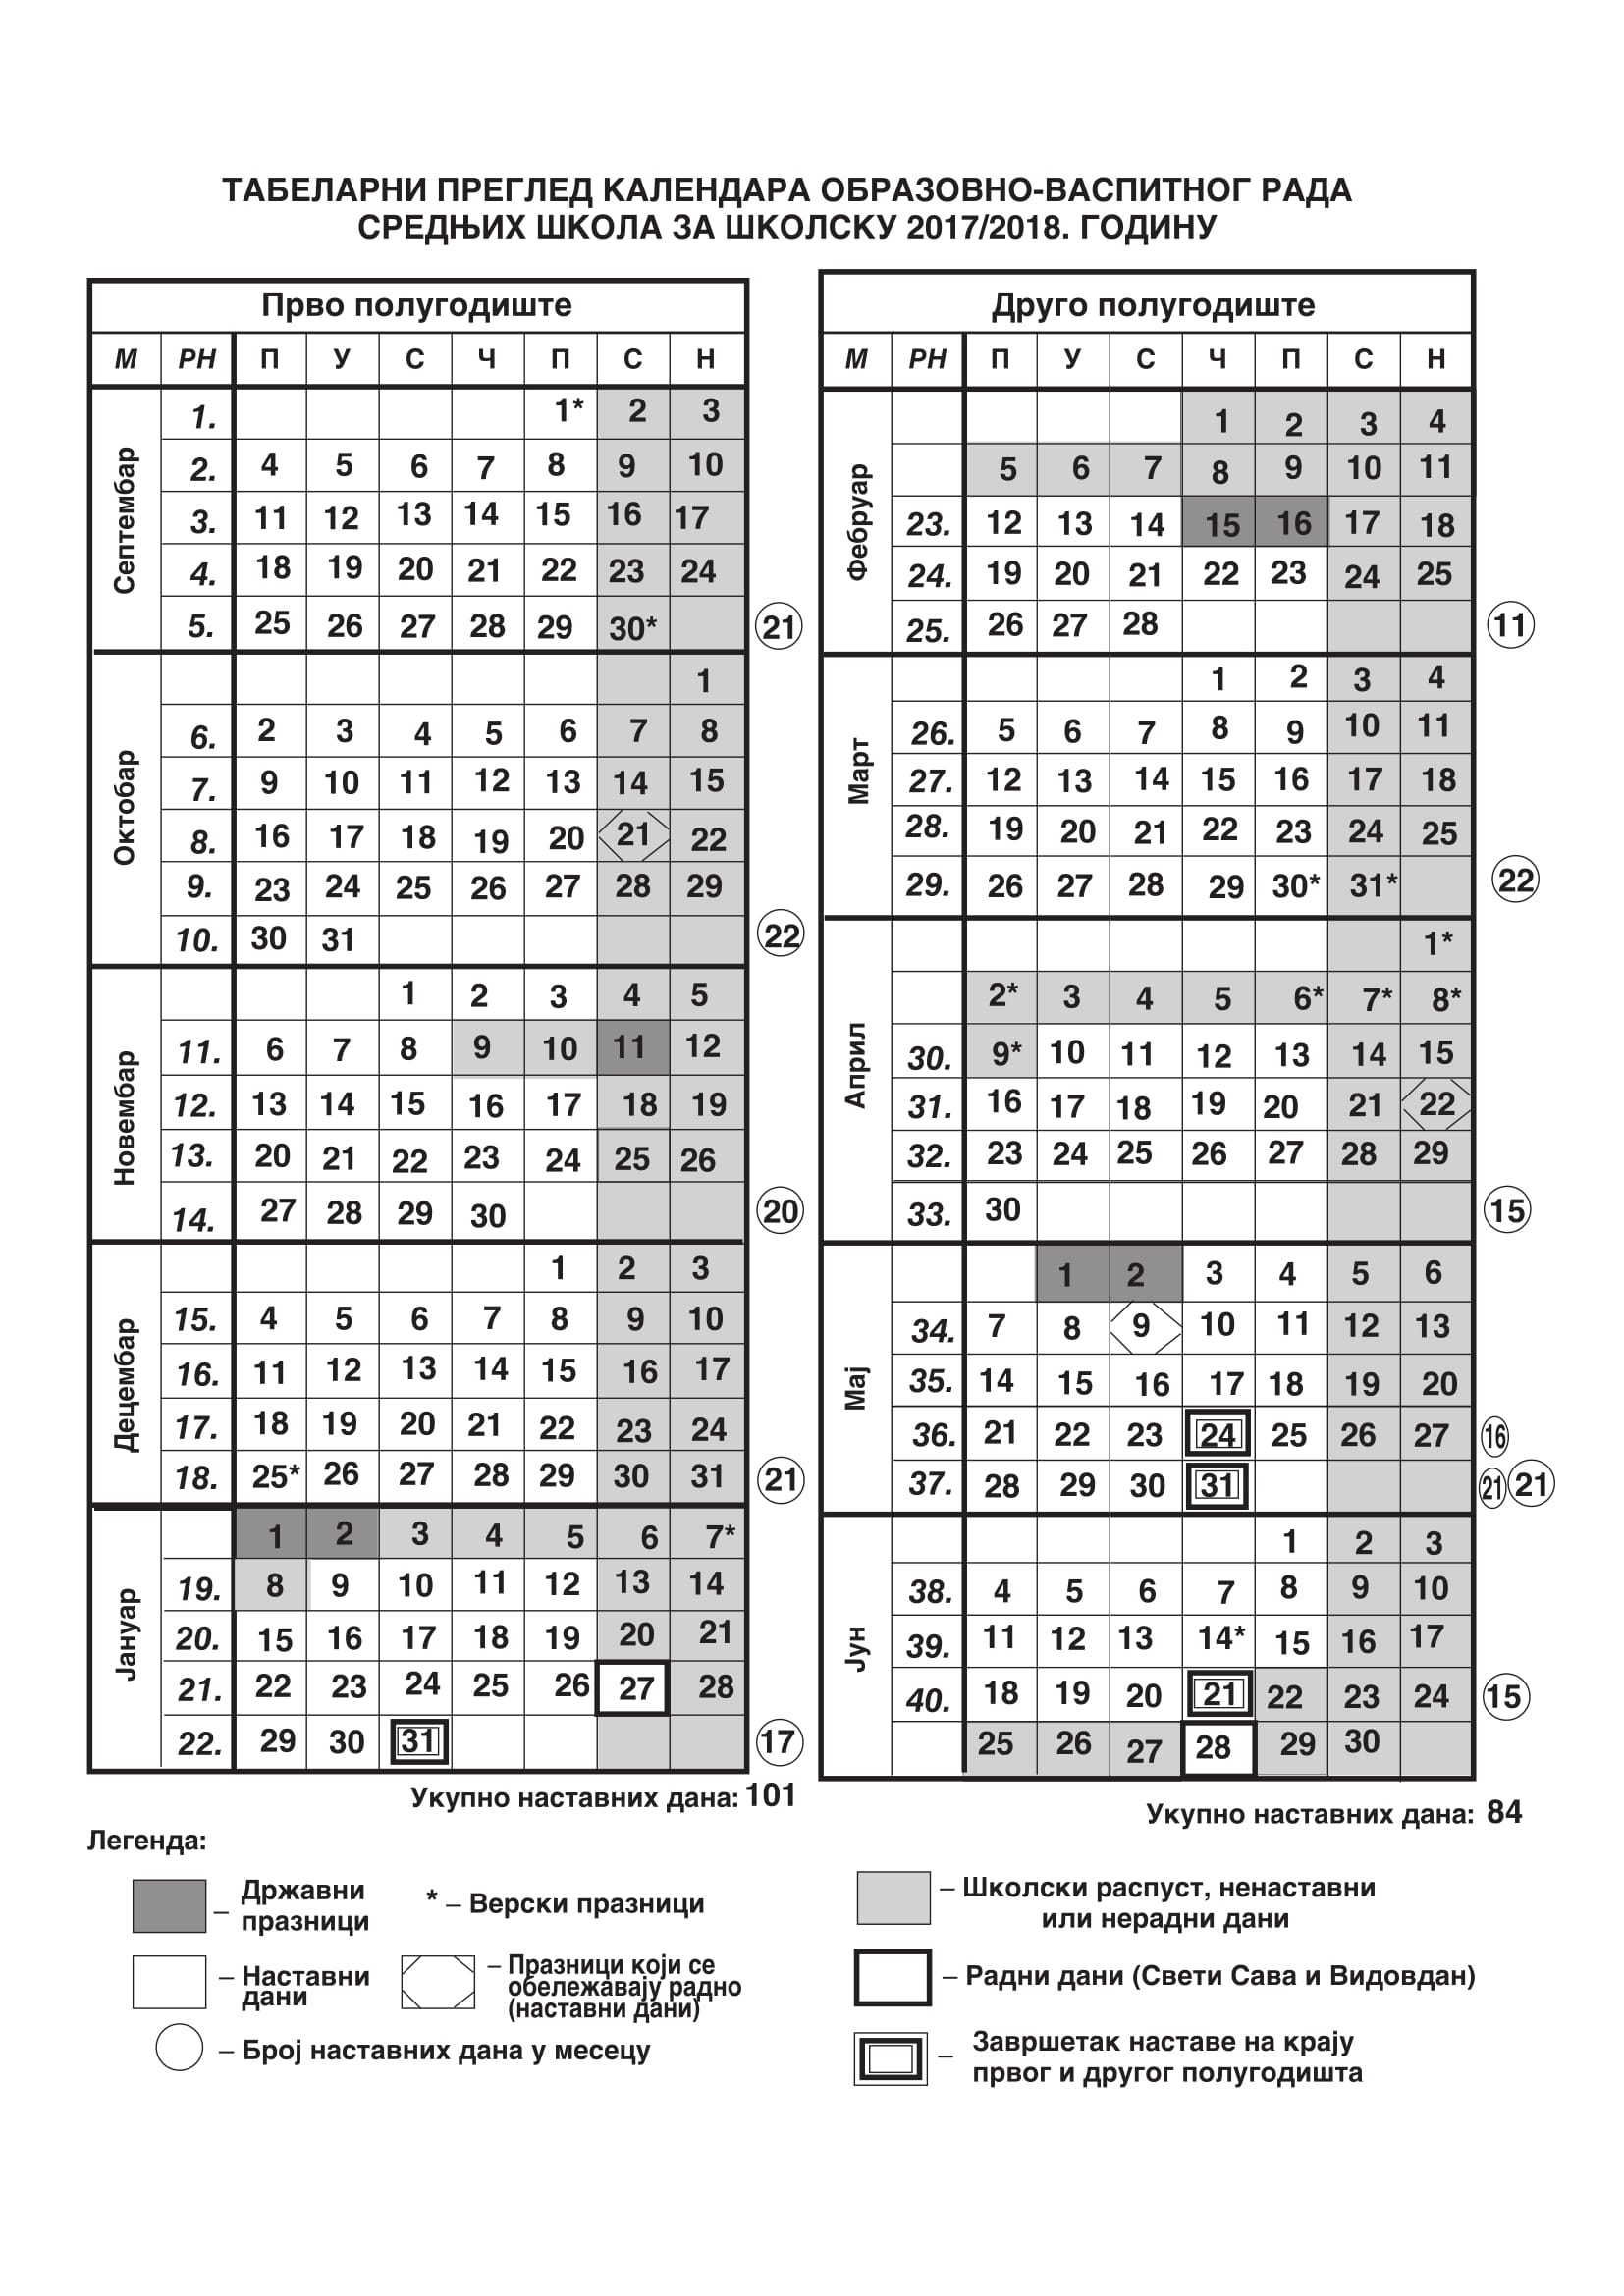 ТАБЕЛАРНИ ПРЕГЛЕД КАЛЕНДАРА ОБРАЗОВНО-ВАСПИТНОГ РАДА
СРЕДЊИХ ШКОЛА ЗА ШКОЛСКУ 2017/2018. ГОДИНУ
Прво полугодиште
М РН П У С Ч П С Н
Септембар
1. 1* 2 3
2. 4 5 6 7 8 9 10
3. 11 12 13 14 15 16 17
4. 18 19 20 21 22 23 24
5. 25 26 27 28 29 30* 21
Октобар
1
6. 2 3 4 5 6 7 8
7. 9 10 11 12 13 14 15
8. 16 17 18 19 20 21 22
9. 23 24 25 26 27 28 29
10. 30 31 22
Новембар
1 2 3 4 5
11. 6 7 8 9 10 11 12
12. 13 14 15 16 17 18 19
13. 20 21 22 23 24 25 26
14. 27 28 29 30 20
Децембар
1 2 3
15. 4 5 6 7 8 9 10
16. 11 12 13 14 15 16 17
17. 18 19 20 21 22 23 24
18. 25* 26 27 28 29 30 31 21
Јануар
1 2 3 4 5 6 7*
19. 8 9 10 11 12 13 14
20. 15 16 17 18 19 20 21
21. 22 23 24 25 26 27 28
22. 29 30 31 17
Укупно наставних дана: 101
Друго полугодиште
М РН П У С Ч П С Н
Фебруар
1 2 3 4
5 6 7 8 9 10 11
23. 12 13 14 15 16 17 18
24. 19 20 21 22 23 24 25
25. 26 27 28 11
Март
1 2 3 4
26. 5 6 7 8 9 10 11
27. 12 13 14 15 16 17 18
28. 19 20 21 22 23 24 25
29. 26 27 28 29 30* 31* 22
Април
1*
2* 3 4 5 6* 7* 8*
30. 9* 10 11 12 13 14 15
31. 16 17 18 19 20 21 22
32. 23 24 25 26 27 28 29
33. 30 15
Мај
1 2 3 4 5 6
34. 7 8 9 10 11 12 13
35. 14 15 16 17 18 19 20
36. 21 22 23 24 25 26 27 16
37. 28 29 30 31 21 21
Јун
1 2 3
38. 4 5 6 7 8 9 10
39. 11 12 13 14* 15 16 17
40. 18 19 20 21 22 23 24 15
25 26 27 28 29 30
Укупно наставних дана: 84
Легенда:
– Државни
празници
* – Верски празници
– Наставни
дани
– Празници који се
обележавају радно
(наставни дани)
– Број наставних дана у месецу
– Школски распуст, ненаставни
или нерадни дани
– Радни дани (Свети Сава и Видовдан)
– Завршетак наставе на крају
првог и другог полугодишта